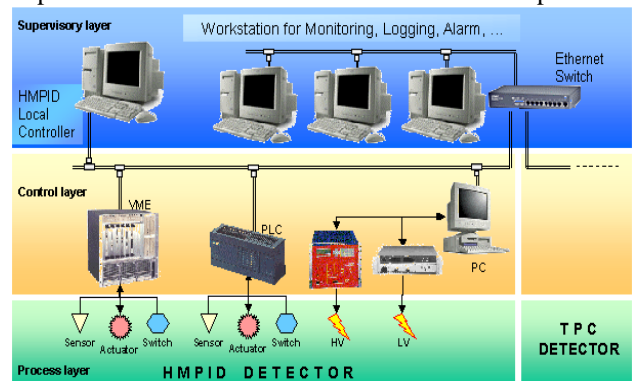 Supervisory layer
Workstation for Monitoring, Logging, Alarm, ...
Ethernet
Switch
HMPID
Local
Controller
Control layer
VME
PLC
PC
Sensor
Actuator
Switch
Sensor
Actuator
Switch
HV
LV
TPC
DETECTOR
Process layer
HMPID DETECTOR